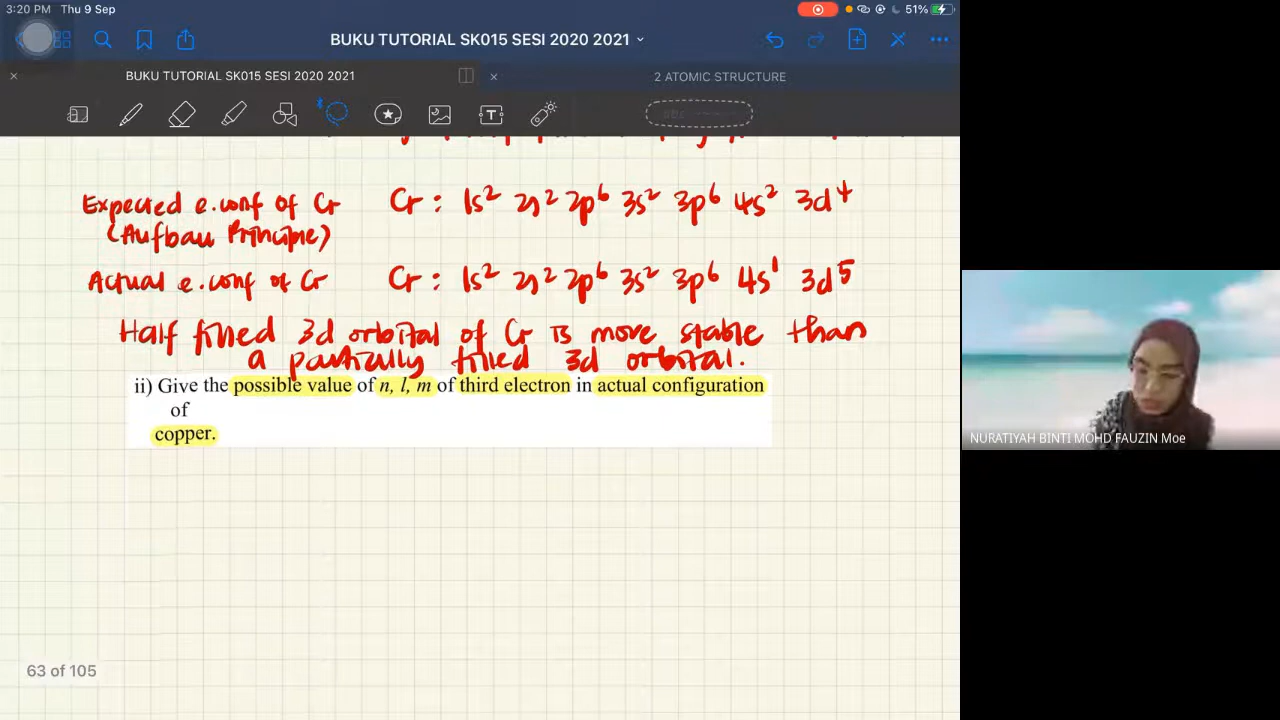 3:20 PM Thu 9 Sep
51%
BUKU TUTORIAL SK015 SESI 2020 2021
BUKU TUTORIAL SK015 SESI 2020 2021
2 ATOMIC STRUCTURE
Expected e.conf of Cr Cr : 1s² 2s² 2p⁶ 3s² 3p⁶ 4s² 3d⁴
(Aufbau Principle)
Actual e.conf of Cr Cr : 1s² 2s² 2p⁶ 3s² 3p⁶ 4s¹ 3d⁵
Half filled 3d orbital of Cr is more stable than
a partially filled 3d orbital.
ii) Give the possible value of n, l, m of third electron in actual configuration
of
copper.
NURATIYAH BINTI MOHD FAUZIN Moe
63 of 105